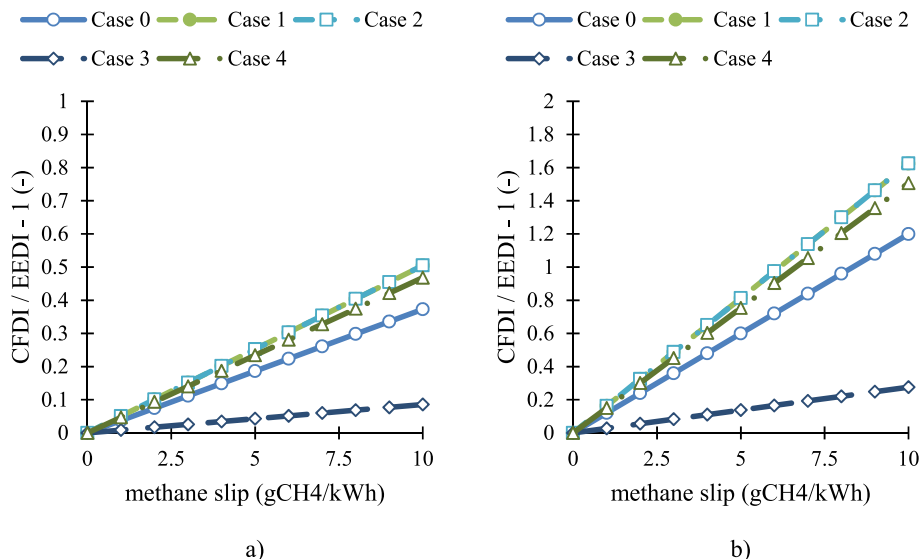 Case 0 Case 1 Case 2
Case 3 Case 4
1
0.9
0.8
0.7
0.6
0.5
0.4
0.3
0.2
0.1
0
CFDI / EEDI - 1 (-)
0 2.5 5 7.5 10
methane slip (gCH4/kWh)
a)
Case 0 Case 1 Case 2
Case 3 Case 4
2
1.8
1.6
1.4
1.2
1
0.8
0.6
0.4
0.2
0
CFDI / EEDI - 1 (-)
0 2.5 5 7.5 10
methane slip (gCH4/kWh)
b)